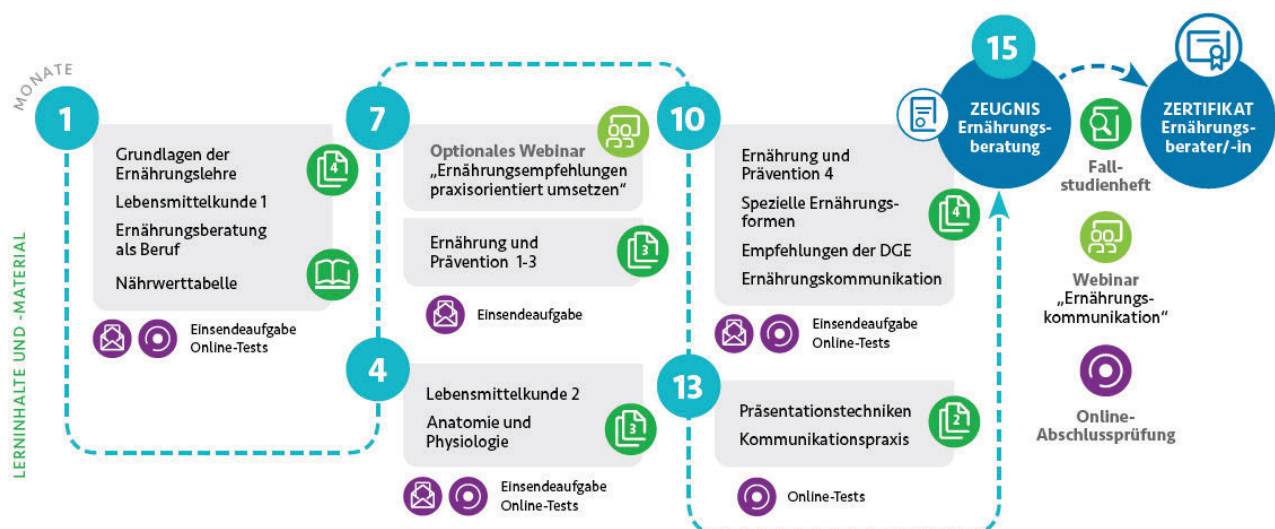 MONATE
LERNINHALTE UND -MATERIAL
1
Grundlagen der
Ernährungslehre
Lebensmittelkunde 1
Ernährungsberatung
als Beruf
Nährwerttabelle
4
Einsendeaufgabe
Online-Tests
4
Lebensmittelkunde 2
Anatomie und
Physiologie
3
Einsendeaufgabe
Online-Tests
7
Optionales Webinar
„Ernährungsempfehlungen
praxisorientiert umsetzen“
Ernährung und
Prävention 1-3
3
Einsendeaufgabe
10
Ernährung und
Prävention 4
Spezielle Ernährungs-
formen
Empfehlungen der DGE
Ernährungskommunikation
4
Einsendeaufgabe
Online-Tests
13
Präsentationstechniken
Kommunikationspraxis
2
Online-Tests
15
ZEUGNIS
Ernährungs-
beratung
Fall-
studienheft
Webinar
„Ernährungs-
kommunikation“
Online-
Abschlussprüfung
ZERTIFIKAT
Ernährungs-
berater/-in